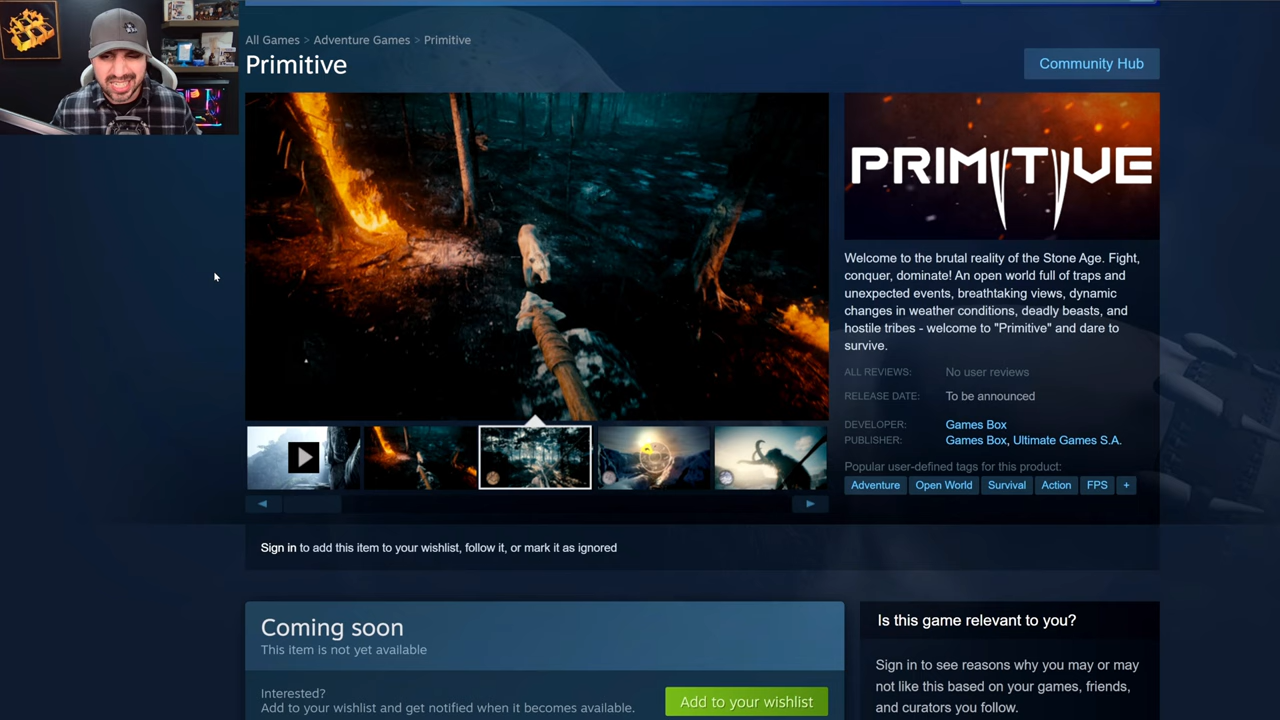 All Games > Adventure Games > Primitive
Primitive
Community Hub
PRIMITIVE
Welcome to the brutal reality of the Stone Age. Fight,
conquer, dominate! An open world full of traps and
unexpected events, breathtaking views, dynamic
changes in weather conditions, deadly beasts, and
hostile tribes - welcome to "Primitive" and dare to
survive.
ALL REVIEWS: No user reviews
RELEASE DATE: To be announced
DEVELOPER: Games Box
PUBLISHER: Games Box, Ultimate Games S.A.
Popular user-defined tags for this product:
Adventure Open World Survival Action FPS +
Sign in to add this item to your wishlist, follow it, or mark it as ignored
Coming soon
This item is not yet available
Interested?
Add to your wishlist and get notified when it becomes available.
Add to your wishlist
Is this game relevant to you?
Sign in to see reasons why you may or may
not like this based on your games, friends,
and curators you follow.